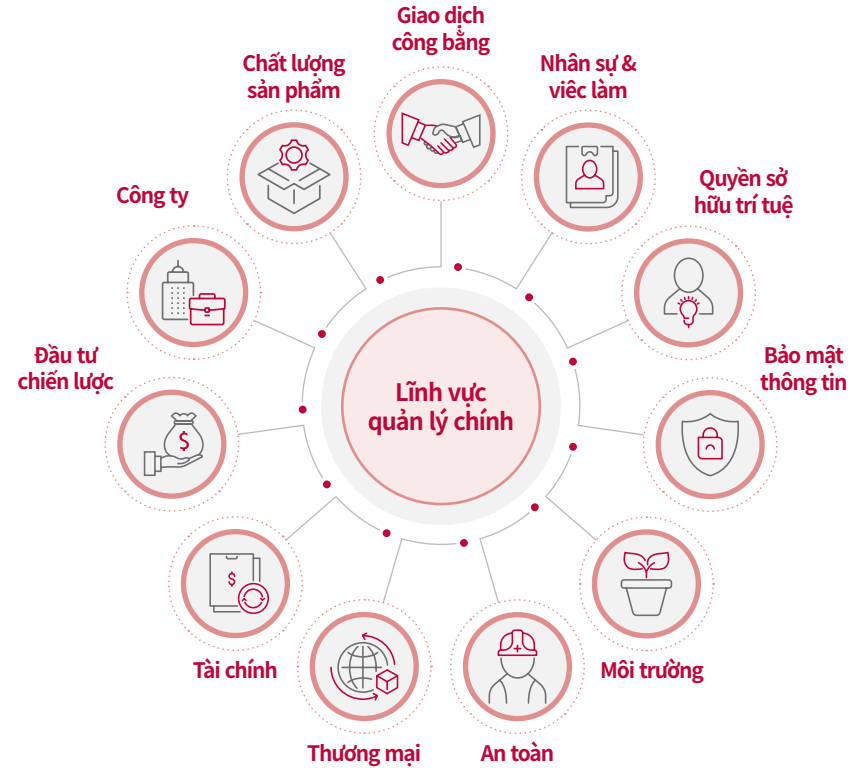 Giao dịch
công bằng
Nhân sự &
viêc làm
Quyền sở
hữu trí tuệ
Bảo mật
thông tin
Môi trường
An toàn
Thương mại
Tài chính
Đầu tư
chiến lược
Công ty
Chất lượng
sản phẩm
Lĩnh vực
quản lý chính
$
$